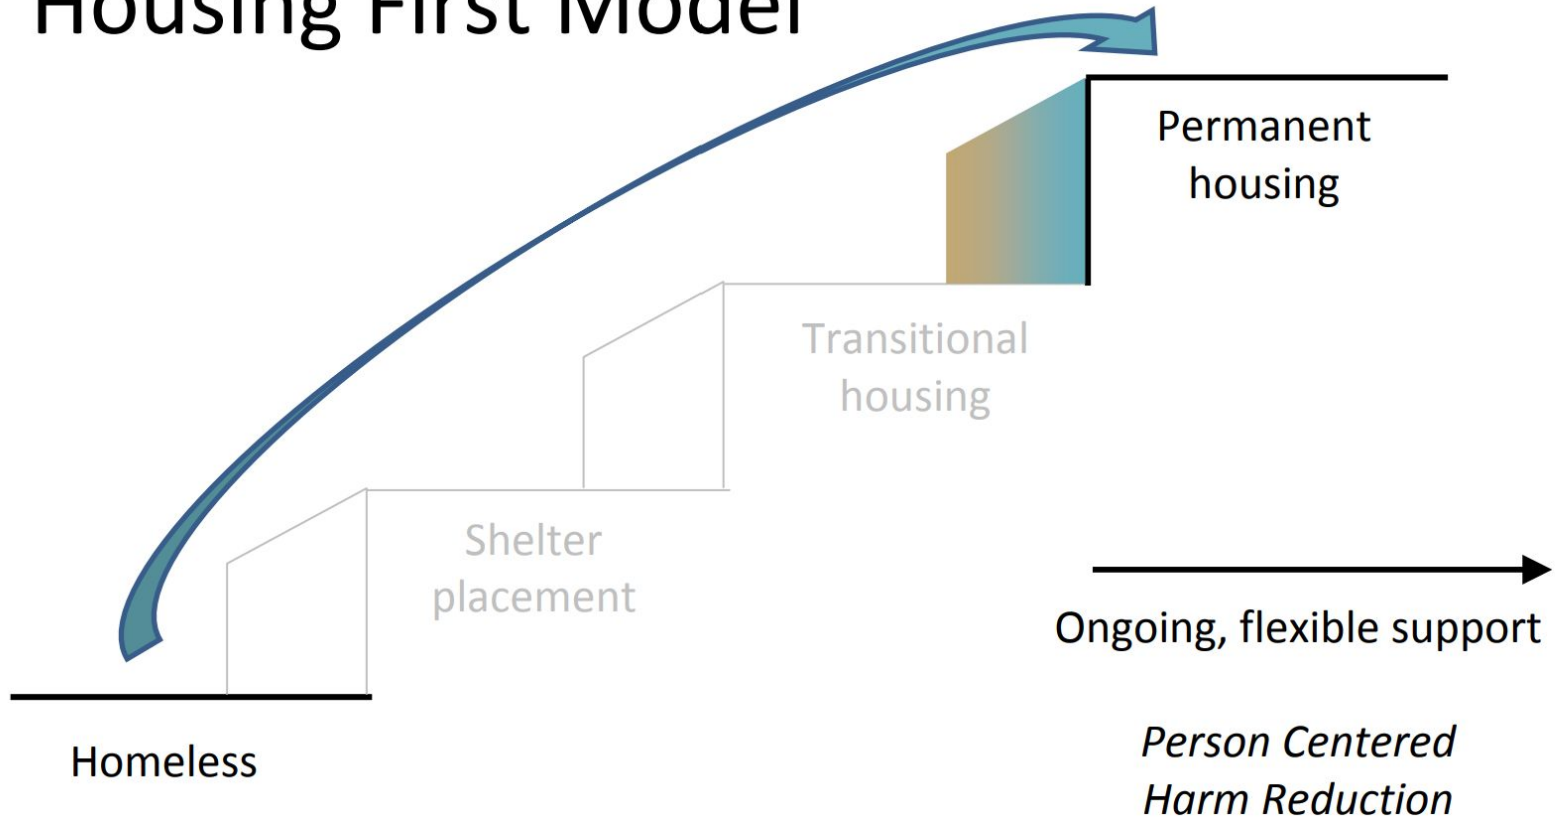 Housing First Model
Permanent
housing
Transitional
housing
Shelter
placement
Ongoing, flexible support
Homeless
Person Centered
Harm Reduction